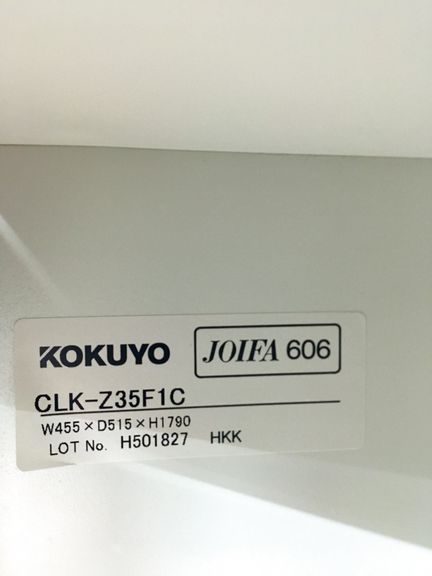 KOKUYO JOIFA 606
CLK-Z35F1C
W455×D515×H1790
LOT No. H501827 HKK